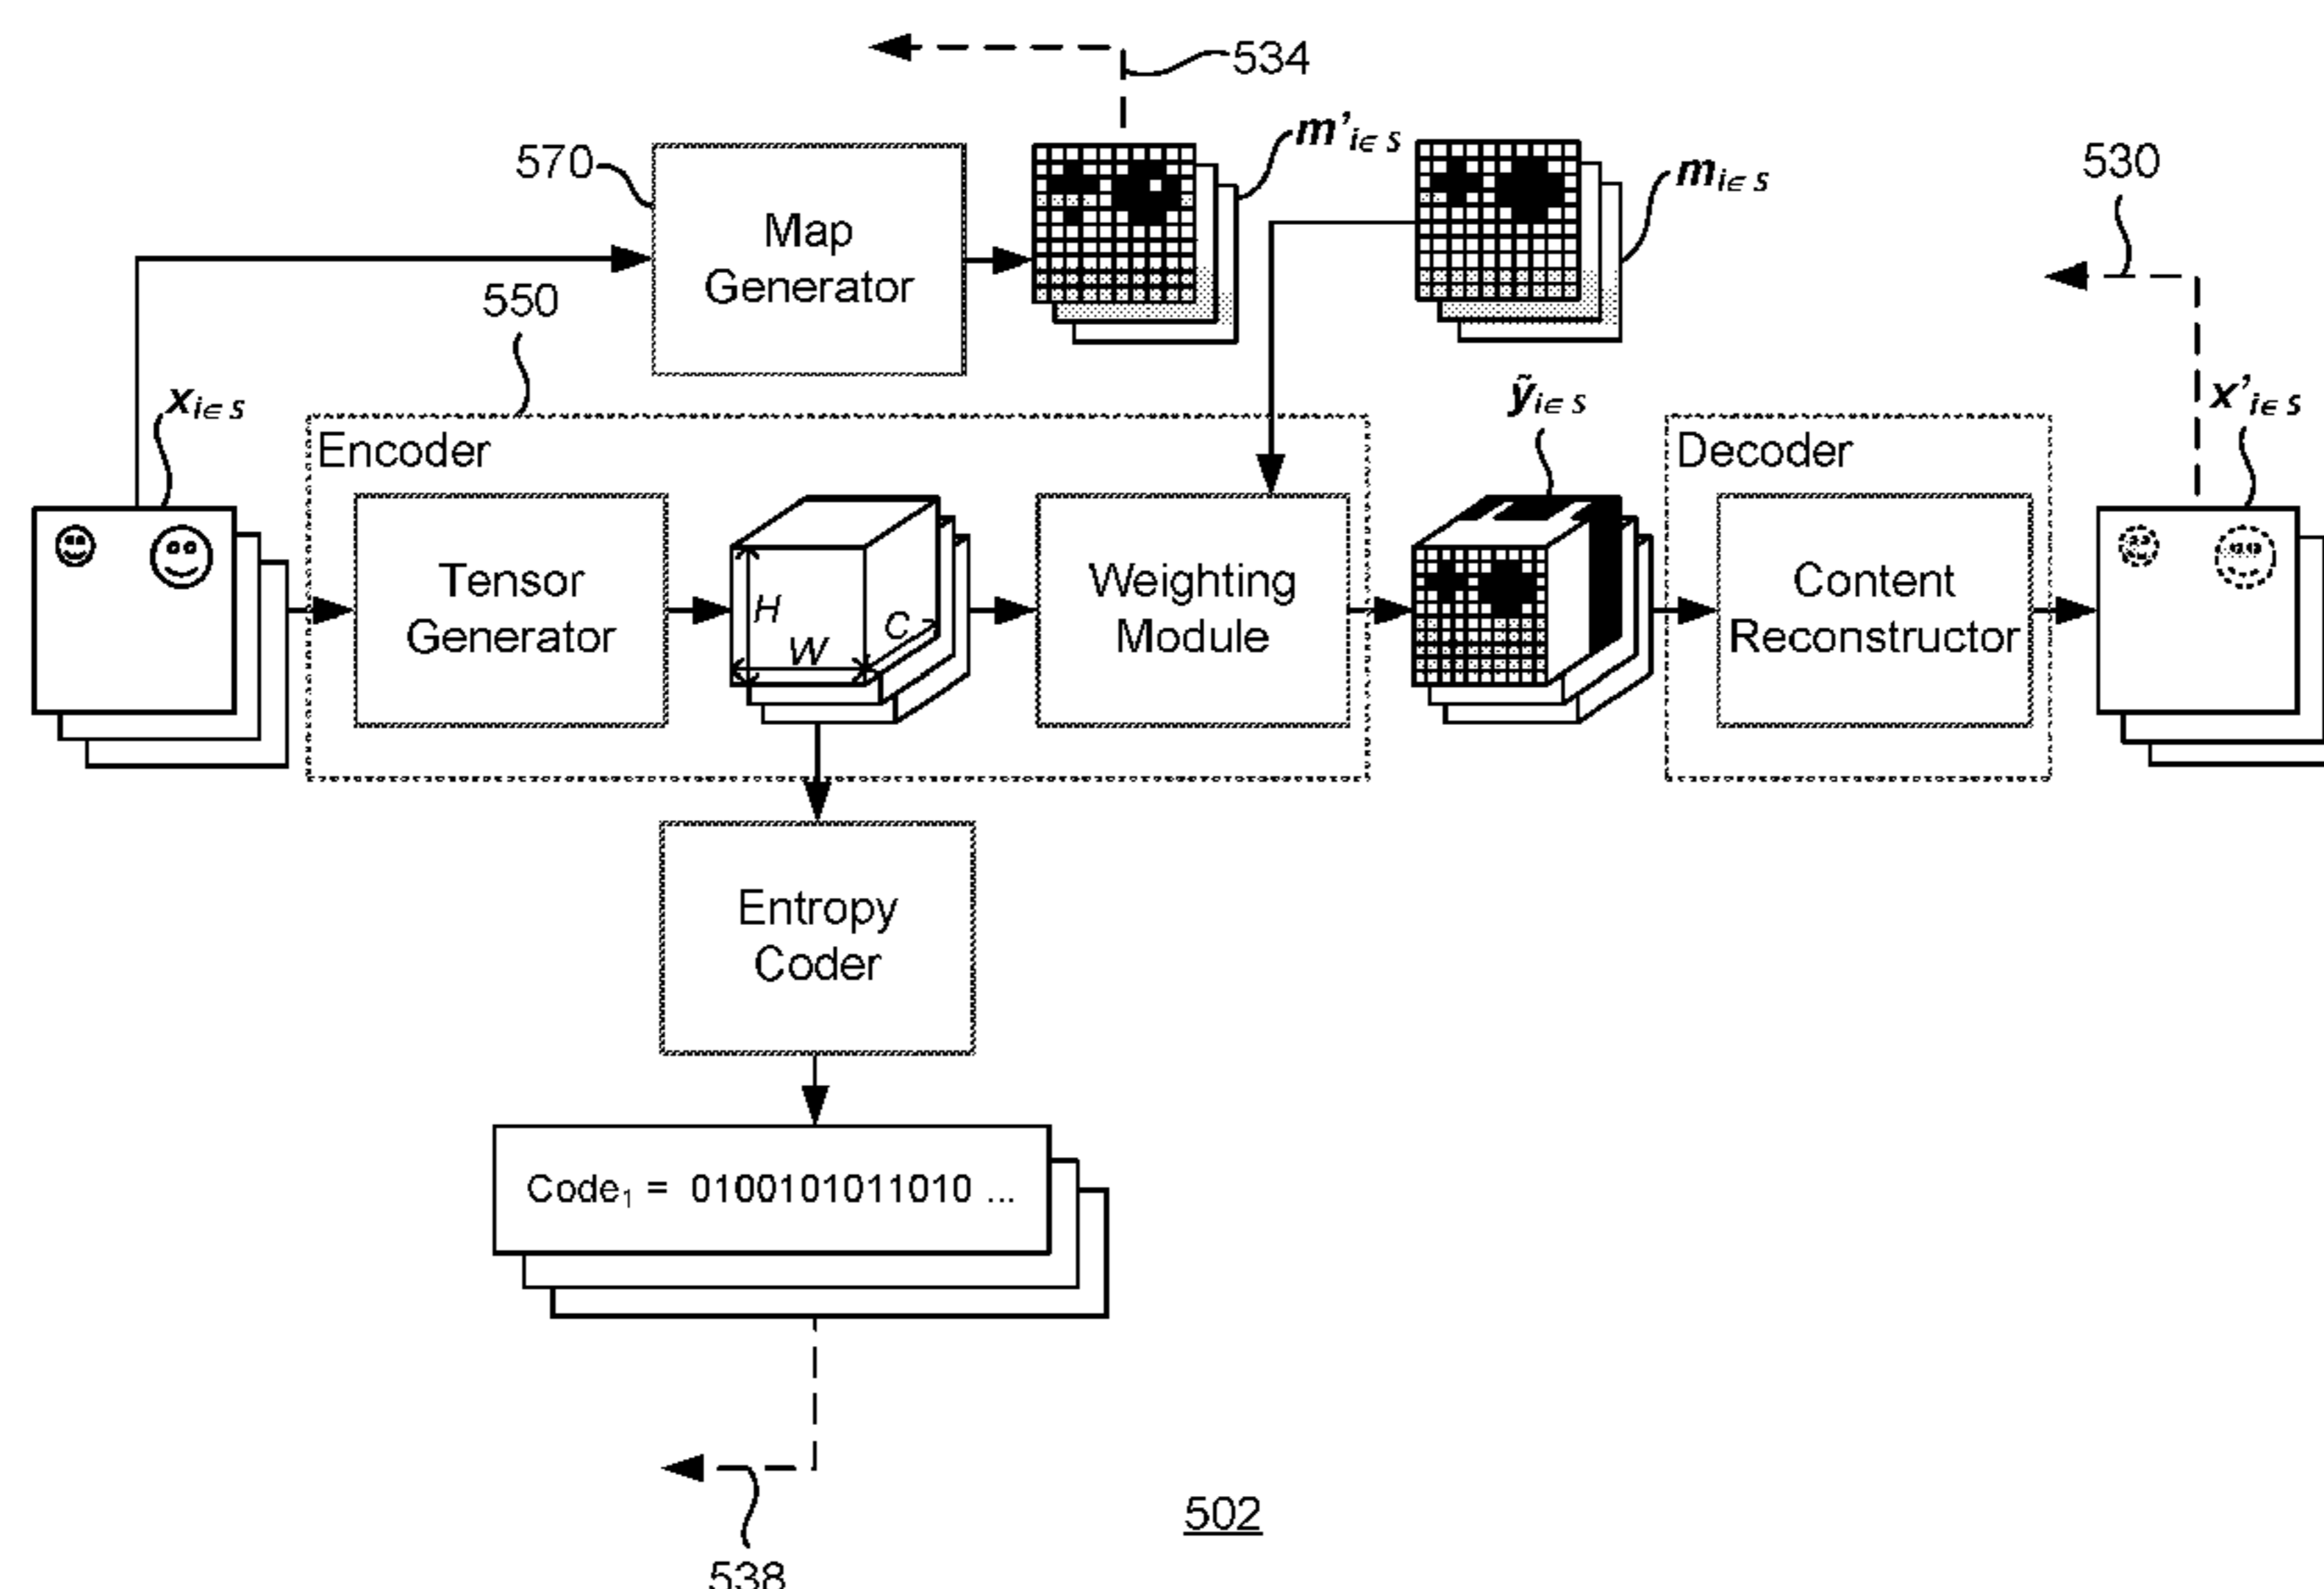 534
m'i∈ S
570
mi∈ S
530
Map
Generator
550
xi∈ S
ỹi∈ S
x'i∈ S
Encoder
Decoder
Tensor
Generator
H
W
C
Weighting
Module
Content
Reconstructor
Entropy
Coder
Code1 = 0100101011010 ...
502
538